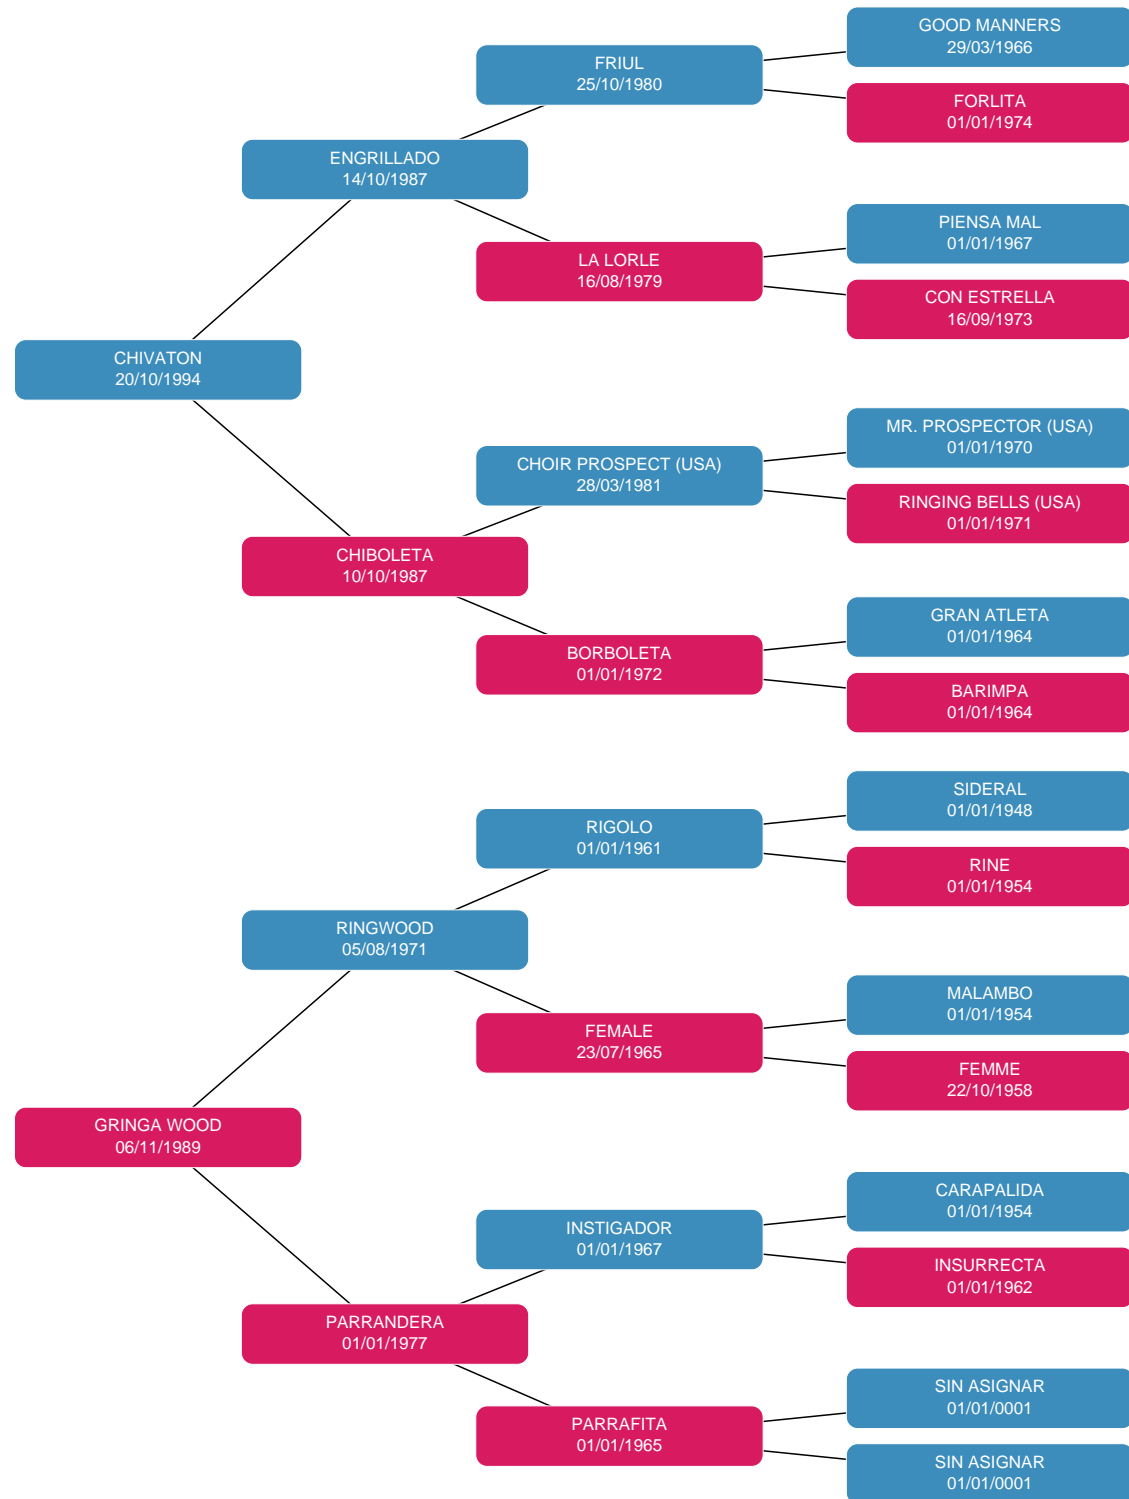 GOOD MANNERS
29/03/1966
FRIUL
25/10/1980
FORLITA
01/01/1974
ENGRILLADO
14/10/1987
PIENSA MAL
01/01/1967
LA LORLE
16/08/1979
CON ESTRELLA
16/09/1973
CHIVATON
20/10/1994
MR. PROSPECTOR (USA)
01/01/1970
CHOIR PROSPECT (USA)
28/03/1981
RINGING BELLS (USA)
01/01/1971
CHIBOLETA
10/10/1987
GRAN ATLETA
01/01/1964
BORBOLETA
01/01/1972
BARIMPA
01/01/1964
SIDERAL
01/01/1948
RIGOLO
01/01/1961
RINE
01/01/1954
RINGWOOD
05/08/1971
MALAMBO
01/01/1954
FEMALE
23/07/1965
FEMME
22/10/1958
GRINGA WOOD
06/11/1989
CARAPALIDA
01/01/1954
INSTIGADOR
01/01/1967
INSURRECTA
01/01/1962
PARRANDERA
01/01/1977
SIN ASIGNAR
01/01/0001
PARRAFITA
01/01/1965
SIN ASIGNAR
01/01/0001